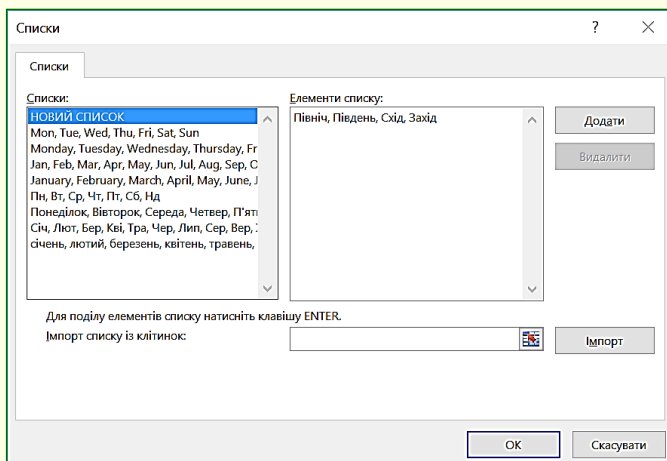 Списки
?
Списки
Списки:
Елементи списку:
НОВИЙ СПИСОК
Mon, Tue, Wed, Thu, Fri, Sat, Sun
Monday, Tuesday, Wednesday, Thursday, Fr
Jan, Feb, Mar, Apr, May, Jun, Jul, Aug, Sep, O
January, February, March, April, May, June, J
Пн, Вт, Ср, Чт, Пт, Сб, Нд
Понеділок, Вівторок, Середа, Четвер, П'ят
Січ, Лют, Бер, Кві, Тра, Чер, Лип, Сер, Вер,
січень, лютий, березень, квітень, травень,
Північ, Південь, Схід, Захід
Додати
Видалити
Для поділу елементів списку натисніть клавішу ENTER.
Імпорт списку із клітинок:
Імпорт
ОК
Скасувати